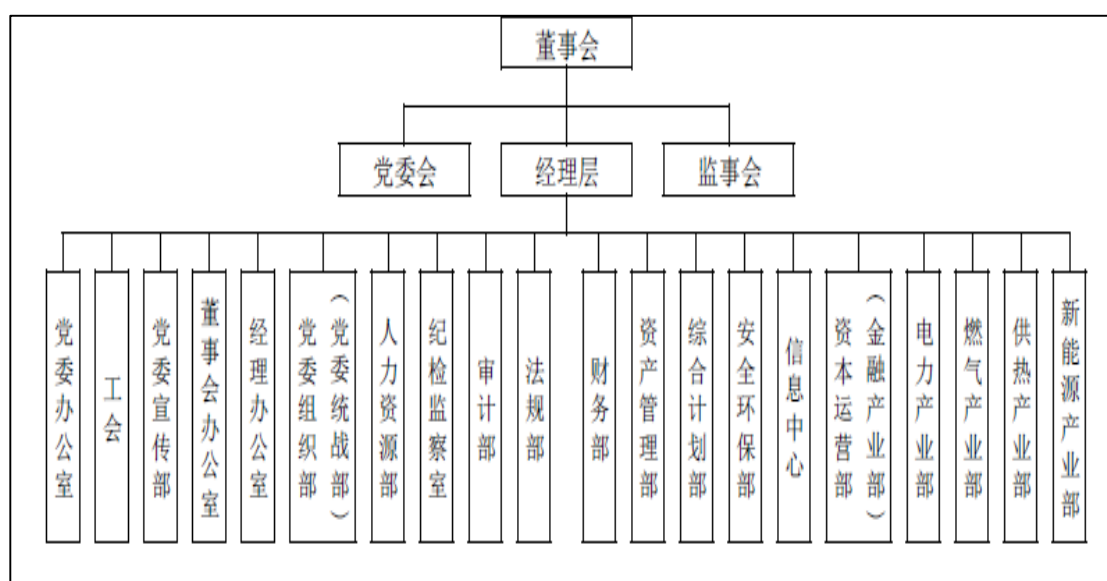 董事会
党委会
经理层
监事会
党委办公室
工会
党委宣传部
董事会办公室
经理办公室
党委组织部
（党委统战部）
人力资源部
纪检监察室
审计部
法规部
财务部
资产管理部
综合计划部
安全环保部
信息中心
资本运营部
（金融产业部）
电力产业部
燃气产业部
供热产业部
新能源产业部